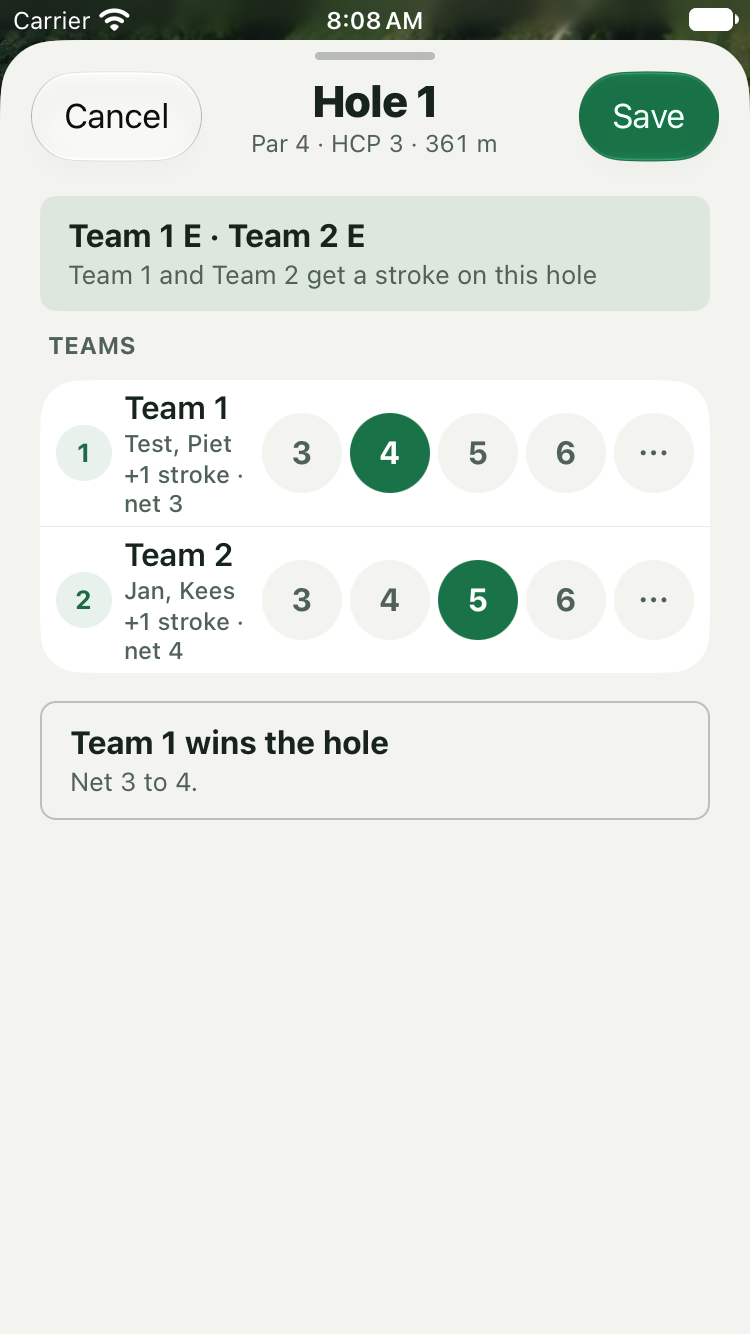 Carrier 8:08 AM
Cancel
Hole 1
Par 4 · HCP 3 · 361 m
Save
Team 1 E · Team 2 E
Team 1 and Team 2 get a stroke on this hole
TEAMS
1
Team 1
Test, Piet
+1 stroke ·
net 3
3 4 5 6 ···
2
Team 2
Jan, Kees
+1 stroke ·
net 4
3 4 5 6 ···
Team 1 wins the hole
Net 3 to 4.